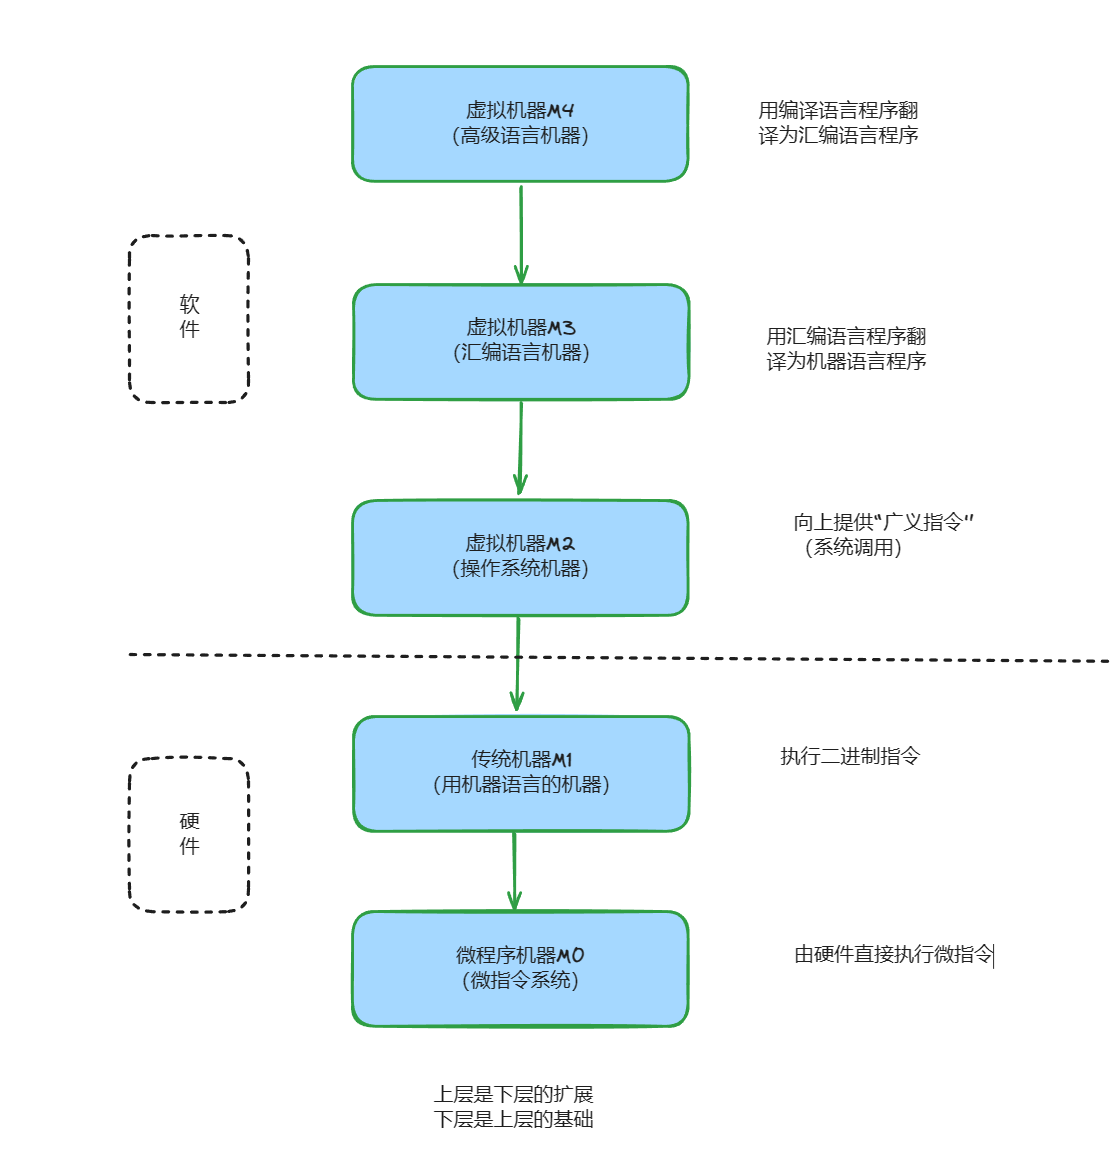 虚拟机器M4
(高级语言机器)
用编译语言程序翻
译为汇编语言程序
软
件
虚拟机器M3
(汇编语言机器)
用汇编语言程序翻
译为机器语言程序
虚拟机器M2
(操作系统机器)
向上提供“广义指令”
(系统调用)
传统机器M1
(用机器语言的机器)
执行二进制指令
硬
件
微程序机器M0
(微指令系统)
由硬件直接执行微指令
上层是下层的扩展
下层是上层的基础